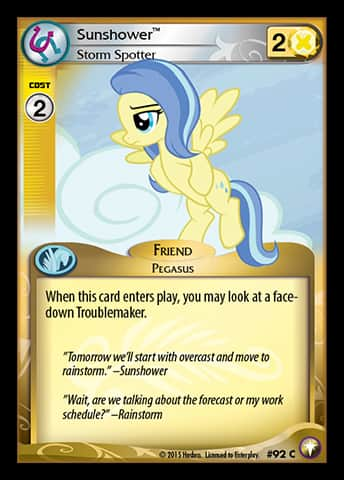 Sunshower™
Storm Spotter
2
COST
2
FRIEND
PEGASUS
When this card enters play, you may look at a face-
down Troublemaker.
"Tomorrow we'll start with overcast and move to
rainstorm." –Sunshower
"Wait, are we talking about the forecast or my work
schedule?" –Rainstorm
© 2015 Hasbro. Licensed to Enterplay. #92 C